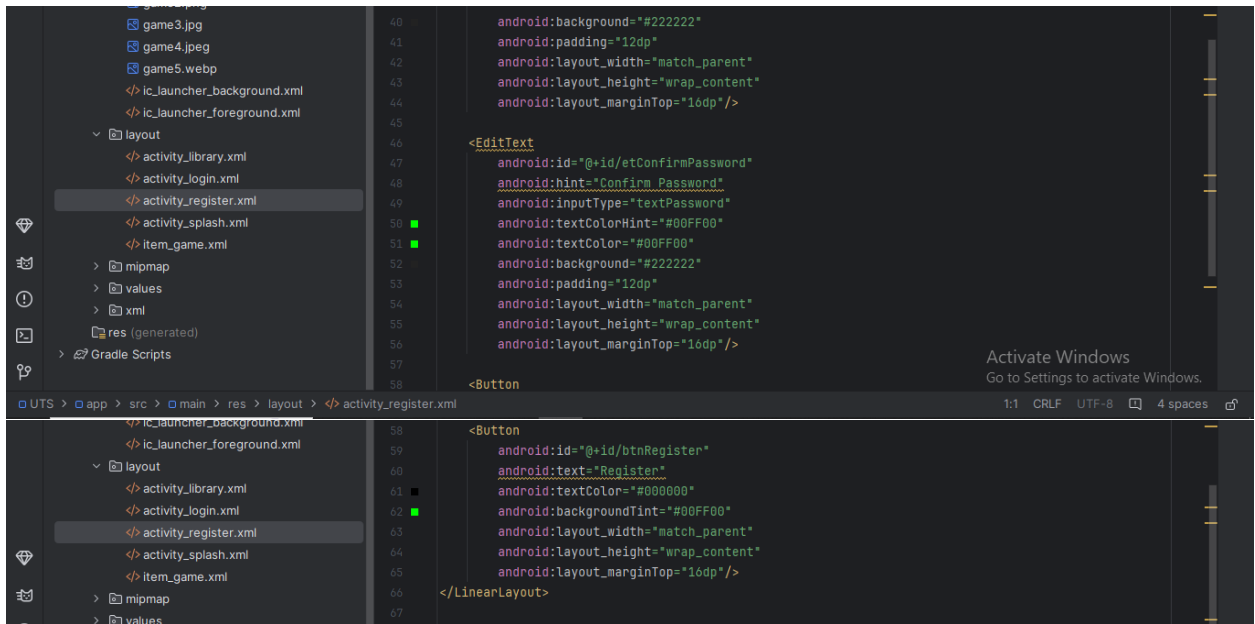 game2.png
game3.jpg
game4.jpeg
game5.webp
</> ic_launcher_background.xml
</> ic_launcher_foreground.xml
layout
</> activity_library.xml
</> activity_login.xml
</> activity_register.xml
</> activity_splash.xml
</> item_game.xml
mipmap
values
xml
res (generated)
Gradle Scripts
40 android:background="#222222"
41 android:padding="12dp"
42 android:layout_width="match_parent"
43 android:layout_height="wrap_content"
44 android:layout_marginTop="16dp"/>
45
46 <EditText
47 android:id="@+id/etConfirmPassword"
48 android:hint="Confirm Password"
49 android:inputType="textPassword"
50 android:textColorHint="#00FF00"
51 android:textColor="#00FF00"
52 android:background="#222222"
53 android:padding="12dp"
54 android:layout_width="match_parent"
55 android:layout_height="wrap_content"
56 android:layout_marginTop="16dp"/>
57
58 <Button
Activate Windows
Go to Settings to activate Windows.
UTS > app > src > main > res > layout > </> activity_register.xml
1:1 CRLF UTF-8 4 spaces
</> ic_launcher_background.xml
</> ic_launcher_foreground.xml
layout
</> activity_library.xml
</> activity_login.xml
</> activity_register.xml
</> activity_splash.xml
</> item_game.xml
mipmap
values
58 <Button
59 android:id="@+id/btnRegister"
60 android:text="Register"
61 android:textColor="#000000"
62 android:backgroundTint="#00FF00"
63 android:layout_width="match_parent"
64 android:layout_height="wrap_content"
65 android:layout_marginTop="16dp"/>
66 </LinearLayout>
67